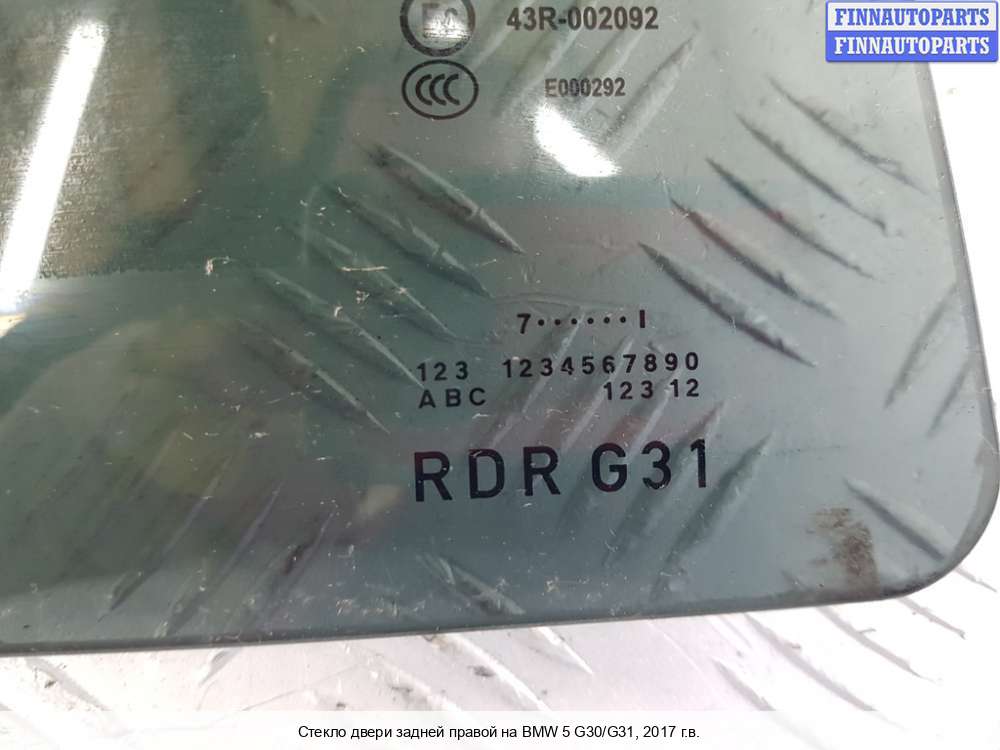 FINNAUTOPARTS
FINNAUTOPARTS
43R-002092
CCC
E000292
7······I
123 1234567890
ABC 123 12
RDR G31
Стекло двери задней правой на BMW 5 G30/G31, 2017 г.в.